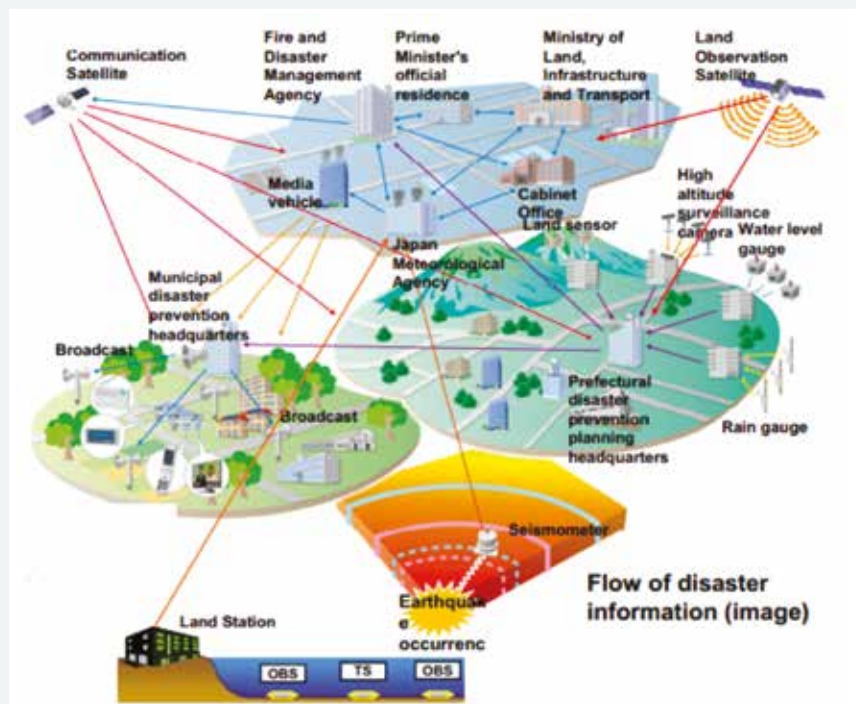 Communication
Satellite
Fire and
Disaster
Management
Agency
Prime
Minister's
official
residence
Ministry of
Land,
Infrastructure
and Transport
Land
Observation
Satellite
Media
vehicle
Cabinet
Office
High
altitude
surveillance
camera
Land sensor
Water level
gauge
Japan
Meteorological
Agency
Municipal
disaster
prevention
headquarters
Broadcast
Broadcast
Prefectural
disaster
prevention
planning
headquarters
Rain gauge
Seismometer
Earthquak
e
occurrenc
Flow of disaster
information (image)
Land Station
OBS
TS
OBS